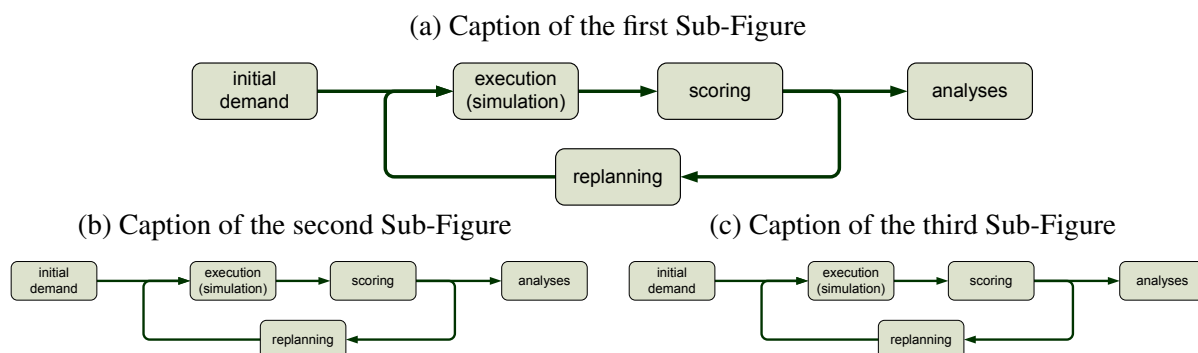 (a) Caption of the first Sub-Figure
initial
demand
execution
(simulation)
scoring
analyses
replanning
(b) Caption of the second Sub-Figure
initial
demand
execution
(simulation)
scoring
analyses
replanning
(c) Caption of the third Sub-Figure
initial
demand
execution
(simulation)
scoring
analyses
replanning